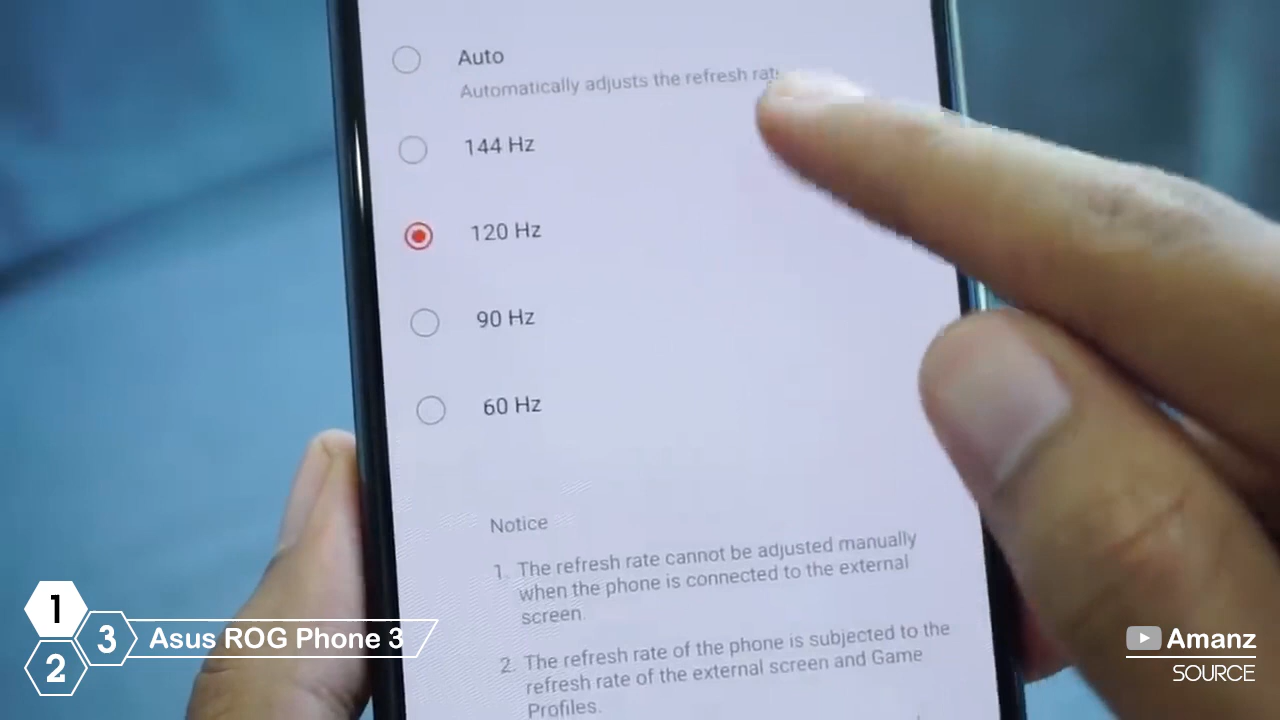 Auto
Automatically adjusts the refresh
144 Hz
120 Hz
90 Hz
60 Hz
Notice
1. The refresh rate cannot be adjusted manually
when the phone is connected to the external
screen.
2. The refresh rate of the phone is subjected to the
refresh rate of the external screen and Game
Profiles.
1
2
3
Asus ROG Phone 3
Amanz
SOURCE